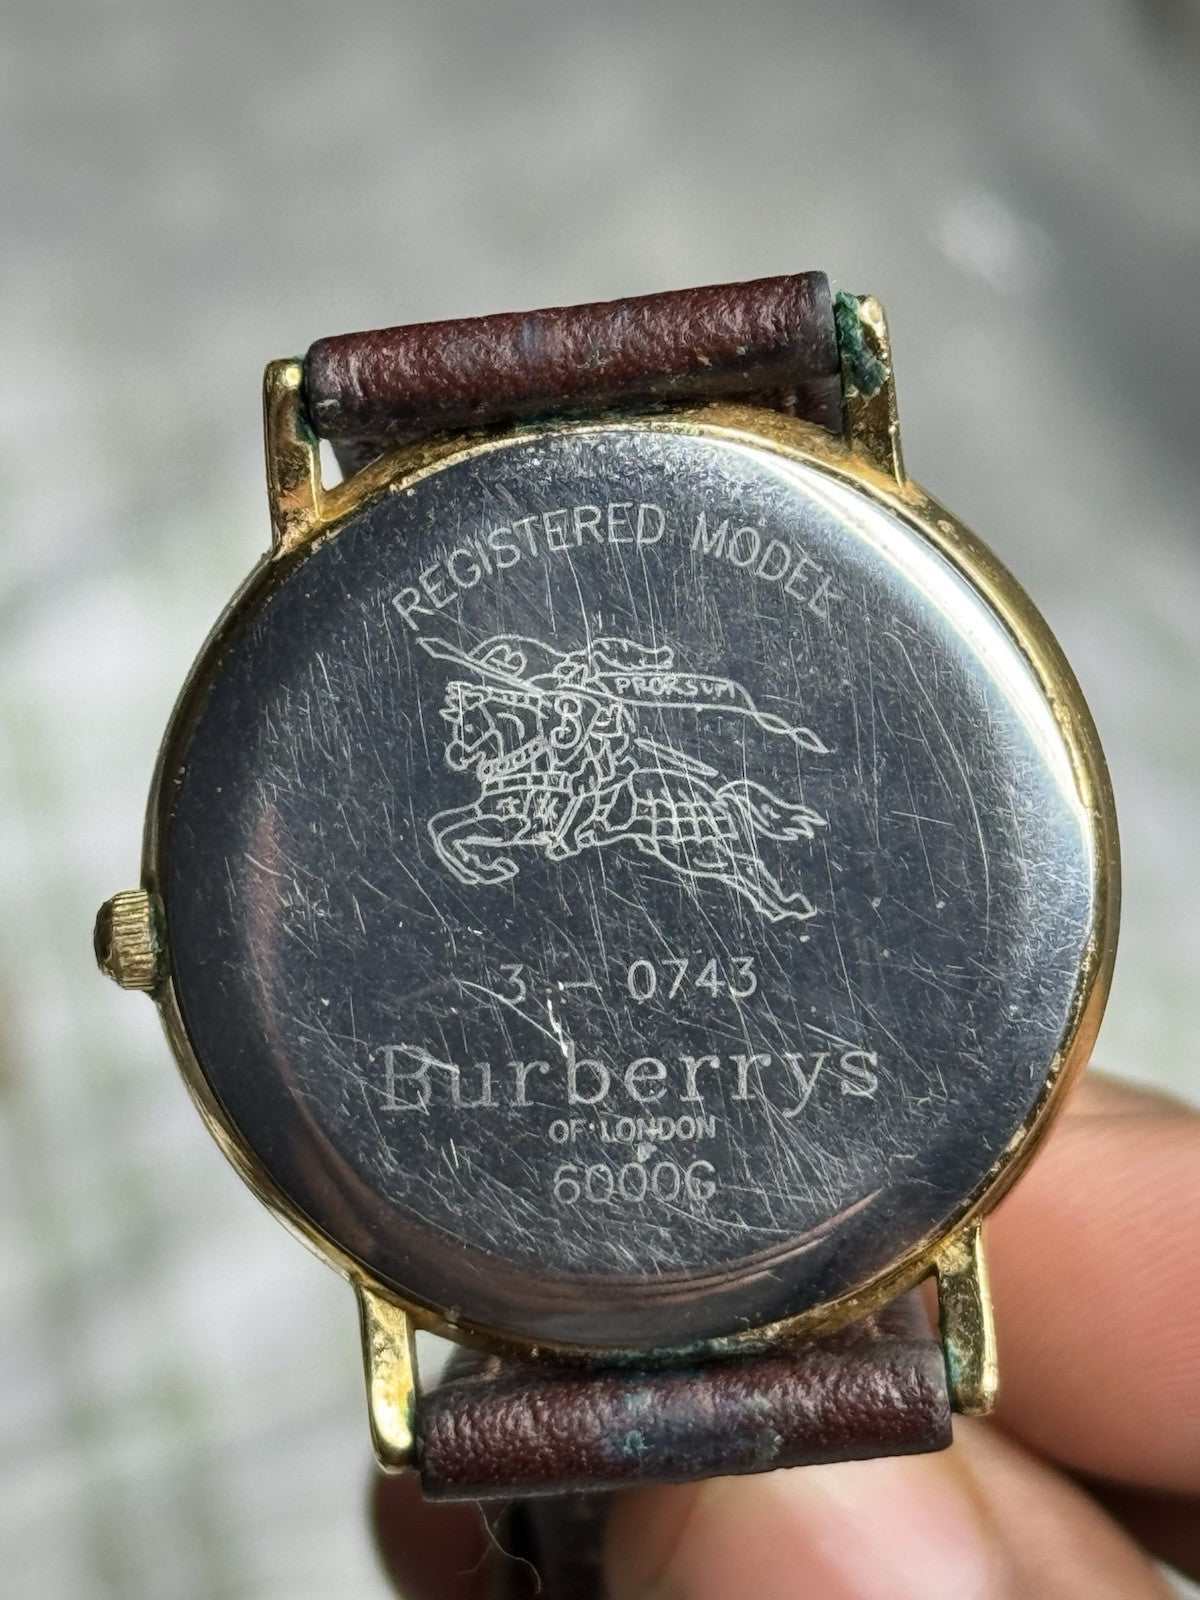 REGISTERED MODEL
B
PRORSUM
B
3 - 0743
Burberrys
OF LONDON
6000G